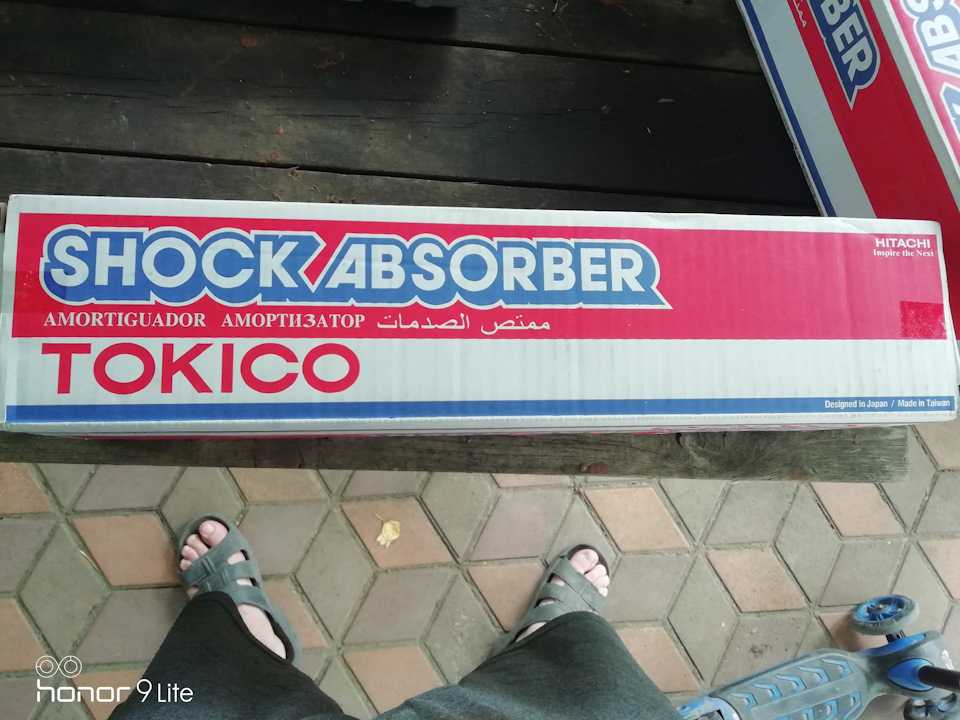 SHOCK ABSORBER
HITACHI
Inspire the Next
AMORTIGUADOR АМОРТИЗАТОР ممتص الصدمات
TOKICO
Designed in Japan / Made in Taiwan
BER
ABS
honor 9 Lite